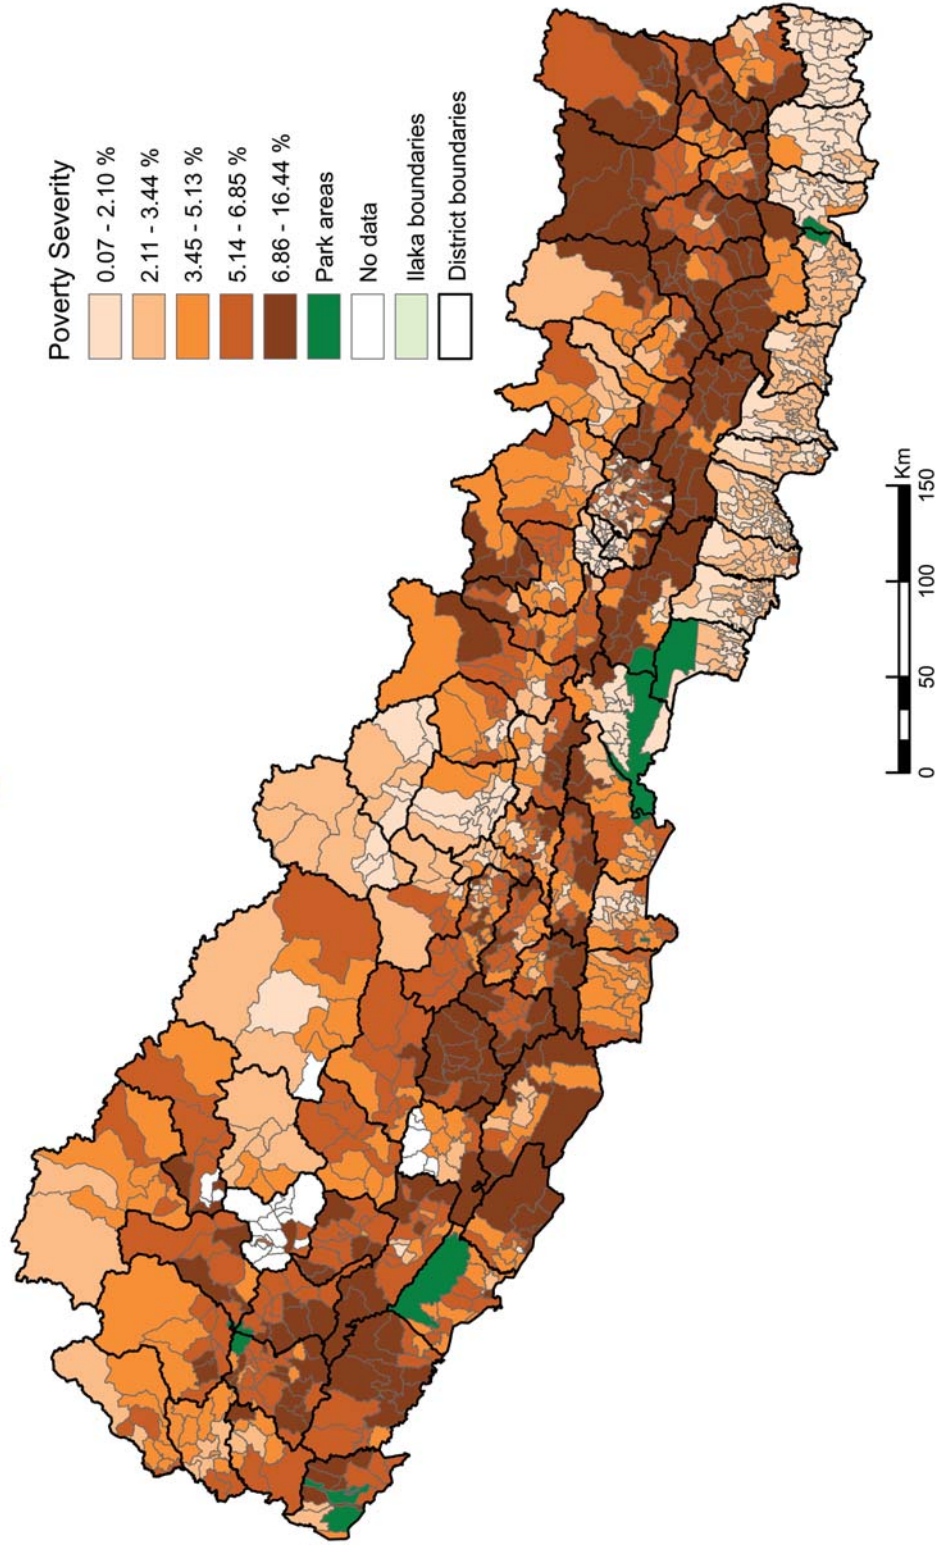 Poverty Severity
0.07 - 2.10 %
2.11 - 3.44 %
3.45 - 5.13 %
5.14 - 6.85 %
6.86 - 16.44 %
Park areas
No data
Ilaka boundaries
District boundaries
Km
0 50 100 150